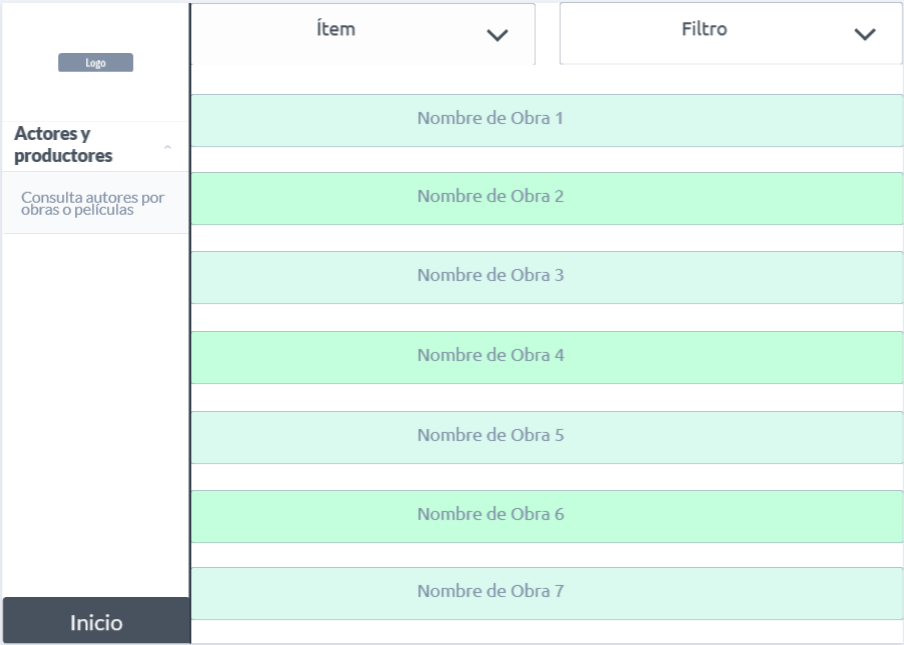 Logo
Actores y
productores
Consulta autores por
obras o películas
Inicio
Ítem
Filtro
Nombre de Obra 1
Nombre de Obra 2
Nombre de Obra 3
Nombre de Obra 4
Nombre de Obra 5
Nombre de Obra 6
Nombre de Obra 7